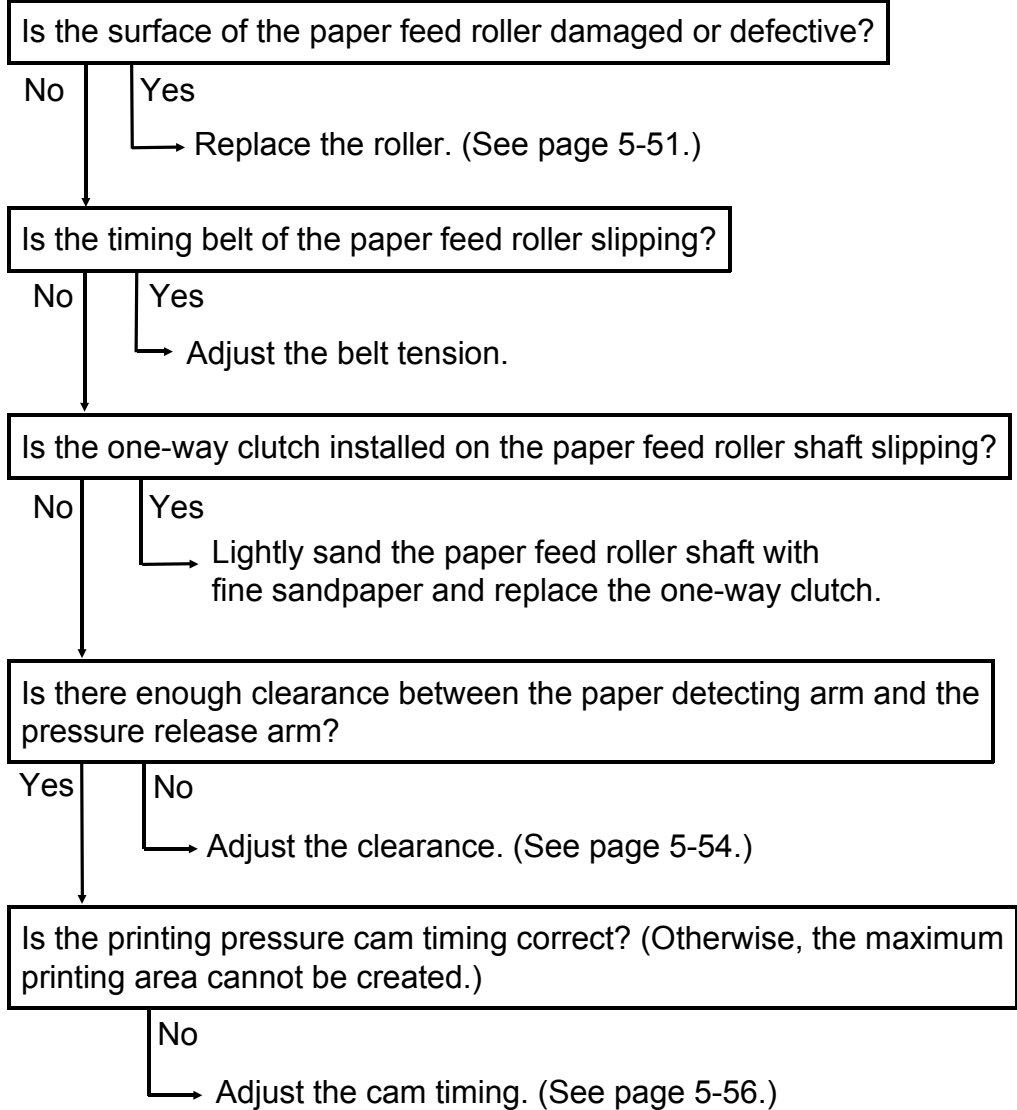 Is the surface of the paper feed roller damaged or defective?
No
Yes
Replace the roller. (See page 5-51.)
Is the timing belt of the paper feed roller slipping?
No
Yes
Adjust the belt tension.
Is the one-way clutch installed on the paper feed roller shaft slipping?
No
Yes
Lightly sand the paper feed roller shaft with
fine sandpaper and replace the one-way clutch.
Is there enough clearance between the paper detecting arm and the
pressure release arm?
Yes
No
Adjust the clearance. (See page 5-54.)
Is the printing pressure cam timing correct? (Otherwise, the maximum
printing area cannot be created.)
No
Adjust the cam timing. (See page 5-56.)